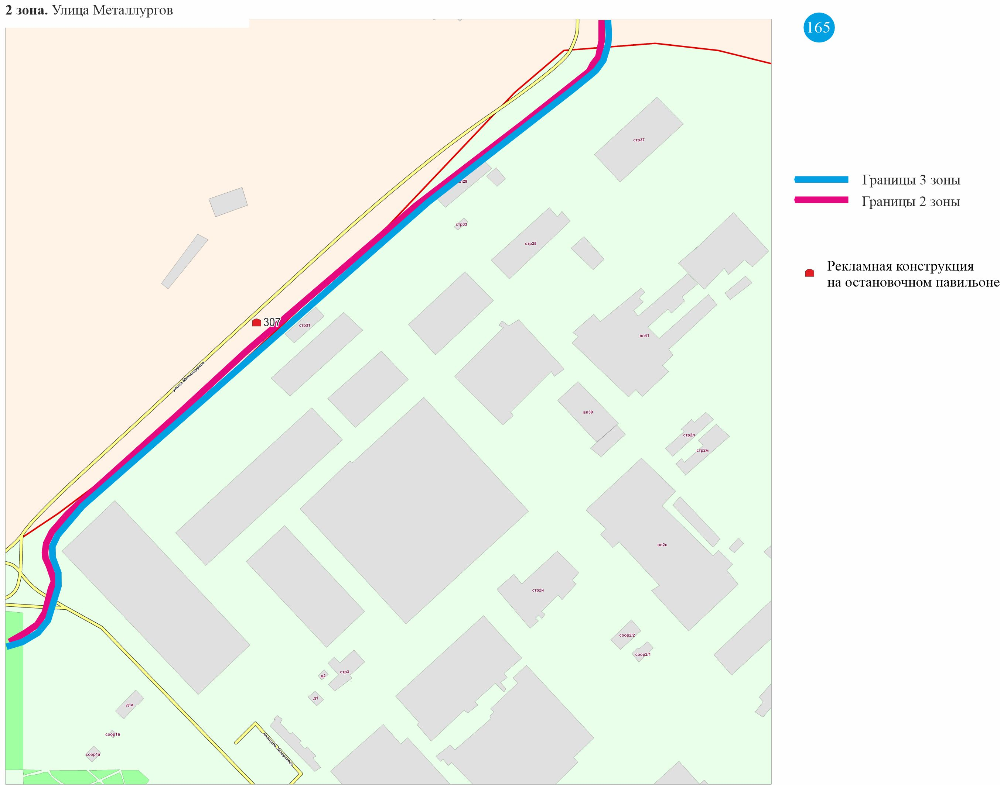 2 зона. Улица Металлургов
165
Границы 3 зоны
Границы 2 зоны
Рекламная конструкция
на остановочном павильоне
стр37
вл29
стр33
стр35
307
стр31
вл41
улица Металлургов
вл39
стр2л
стр2м
вл2к
стр2и
соор2/2
соор2/1
стр3
д2
д1
д1а
соор1в
соор1а
площадь Загорского